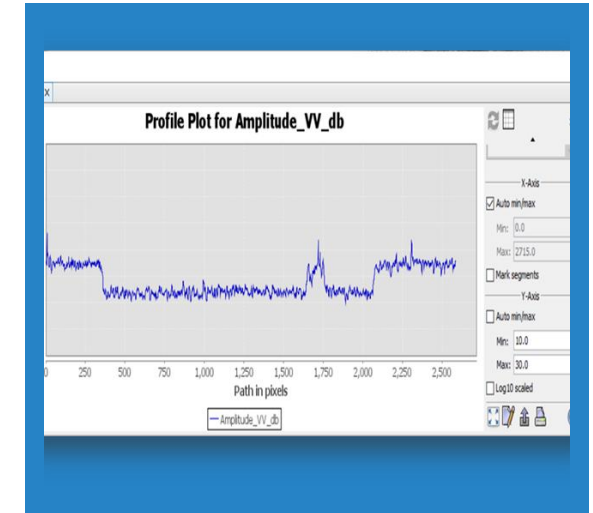 x
Profile Plot for Amplitude_VV_db
X-Axis
Auto min/max
Min: 0.0
Max: 2715.0
Mark segments
Y-Axis
Auto min/max
Min: 10.0
Max: 30.0
Log10 scaled
0 250 500 750 1,000 1,250 1,500 1,750 2,000 2,250 2,500
Path in pixels
Amplitude_VV_db